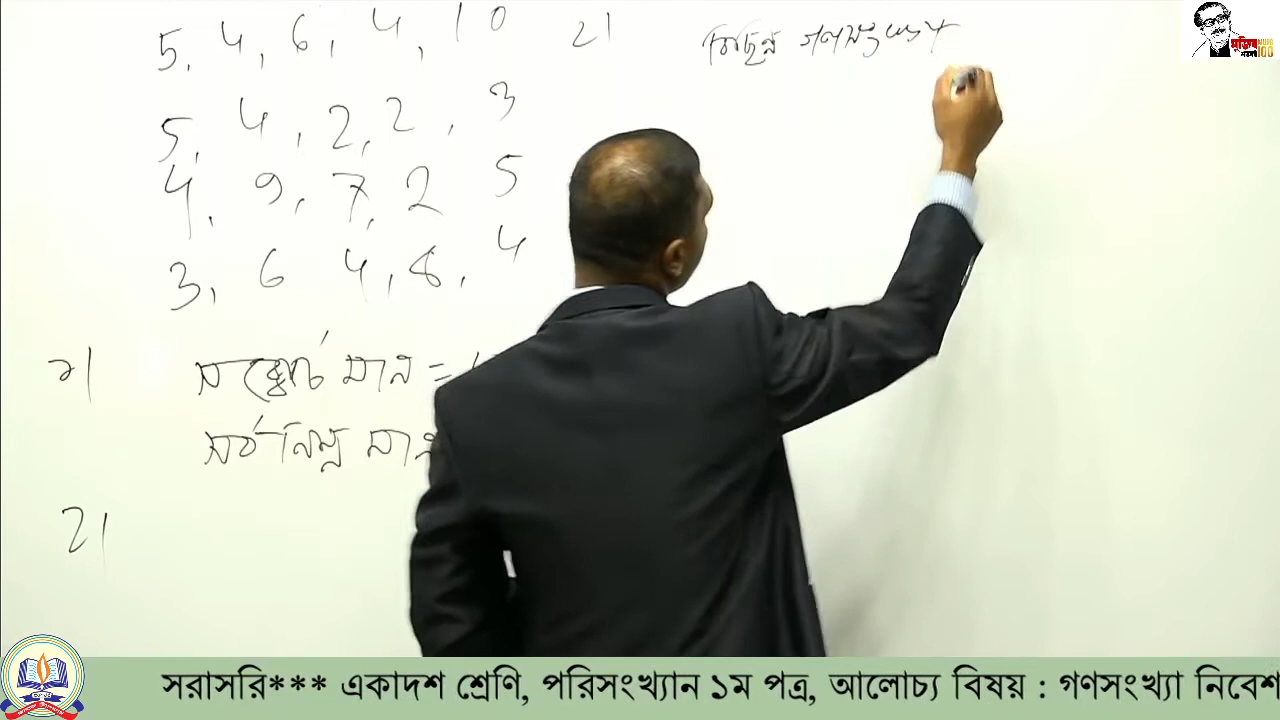 5, 4, 6, 4, 10
5, 4, 2, 2, 3
4, 9, 7, 2 5
3, 6 4, 8, 4
১। সর্বোচ্চ মান =
সর্বনিম্ন মান
২।
২। বিছিন্ন গণসংখ্যা
100
সরাসরি*** একাদশ শ্রেণি, পরিসংখ্যান ১ম পত্র, আলোচ্য বিষয় : গণসংখ্যা নিবেশ